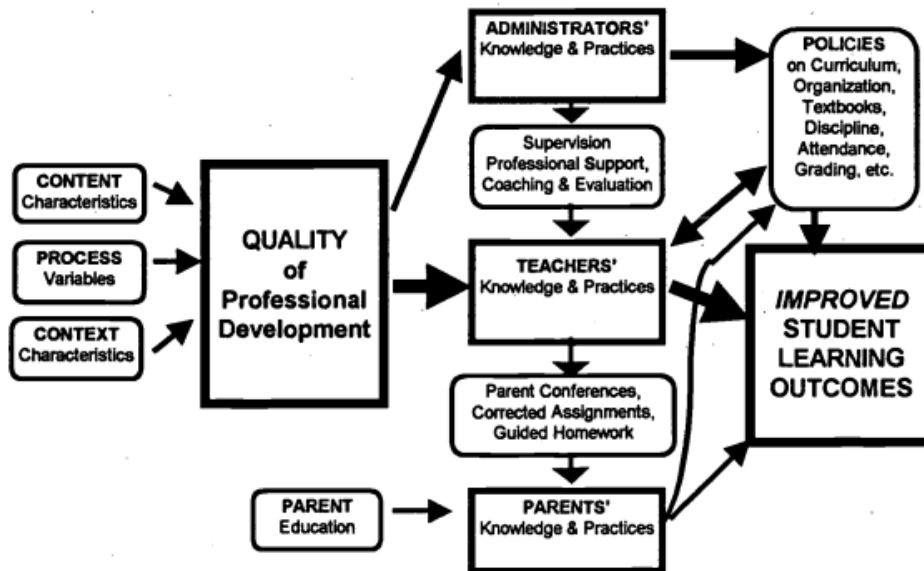 ADMINISTRATORS'
Knowledge & Practices
POLICIES
on Curriculum,
Organization,
Textbooks,
Discipline,
Attendance,
Grading, etc.
Supervision
Professional Support,
Coaching & Evaluation
CONTENT
Characteristics
PROCESS
Variables
CONTEXT
Characteristics
QUALITY
of
Professional
Development
TEACHERS'
Knowledge & Practices
IMPROVED
STUDENT
LEARNING
OUTCOMES
Parent Conferences,
Corrected Assignments,
Guided Homework
PARENT
Education
PARENTS'
Knowledge & Practices